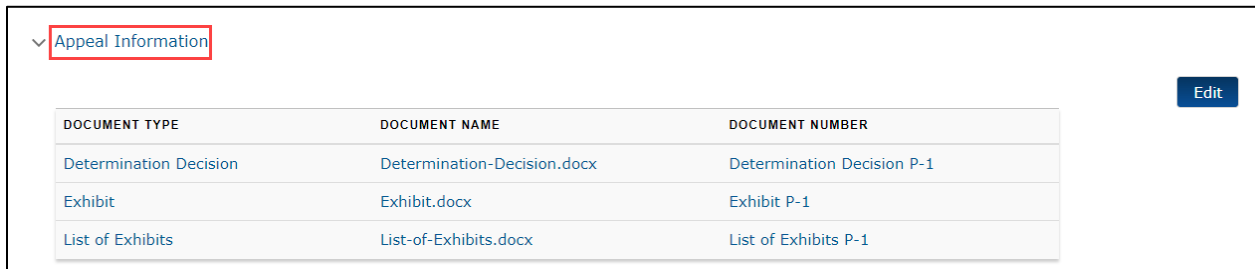 Appeal Information
Edit
DOCUMENT TYPE DOCUMENT NAME DOCUMENT NUMBER
Determination Decision Determination-Decision.docx Determination Decision P-1
Exhibit Exhibit.docx Exhibit P-1
List of Exhibits List-of-Exhibits.docx List of Exhibits P-1